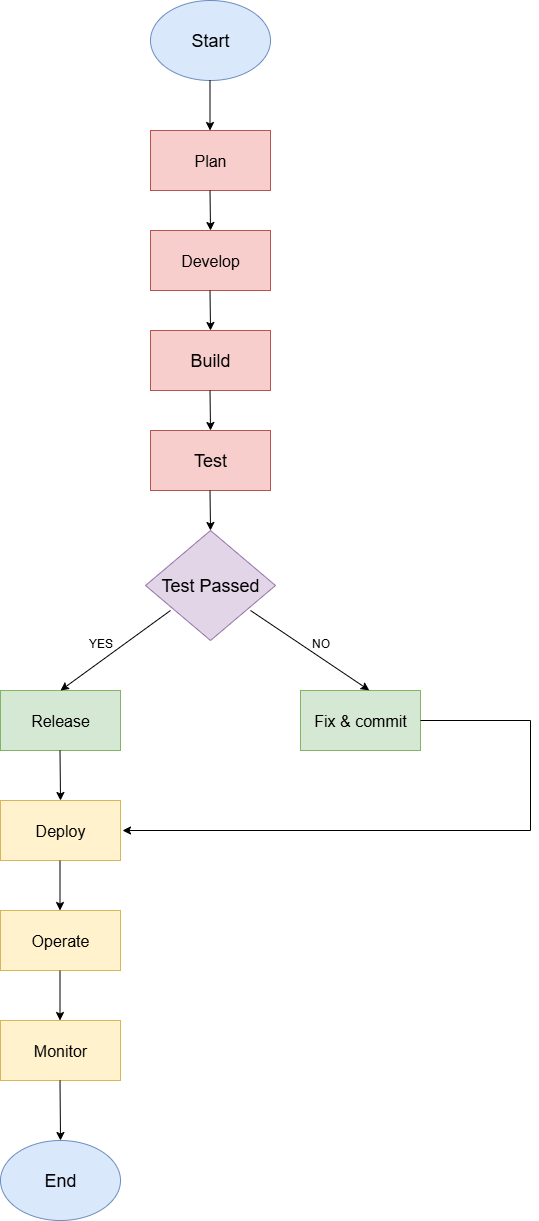 Start
Plan
Develop
Build
Test
Test Passed
YES
NO
Release
Fix & commit
Deploy
Operate
Monitor
End